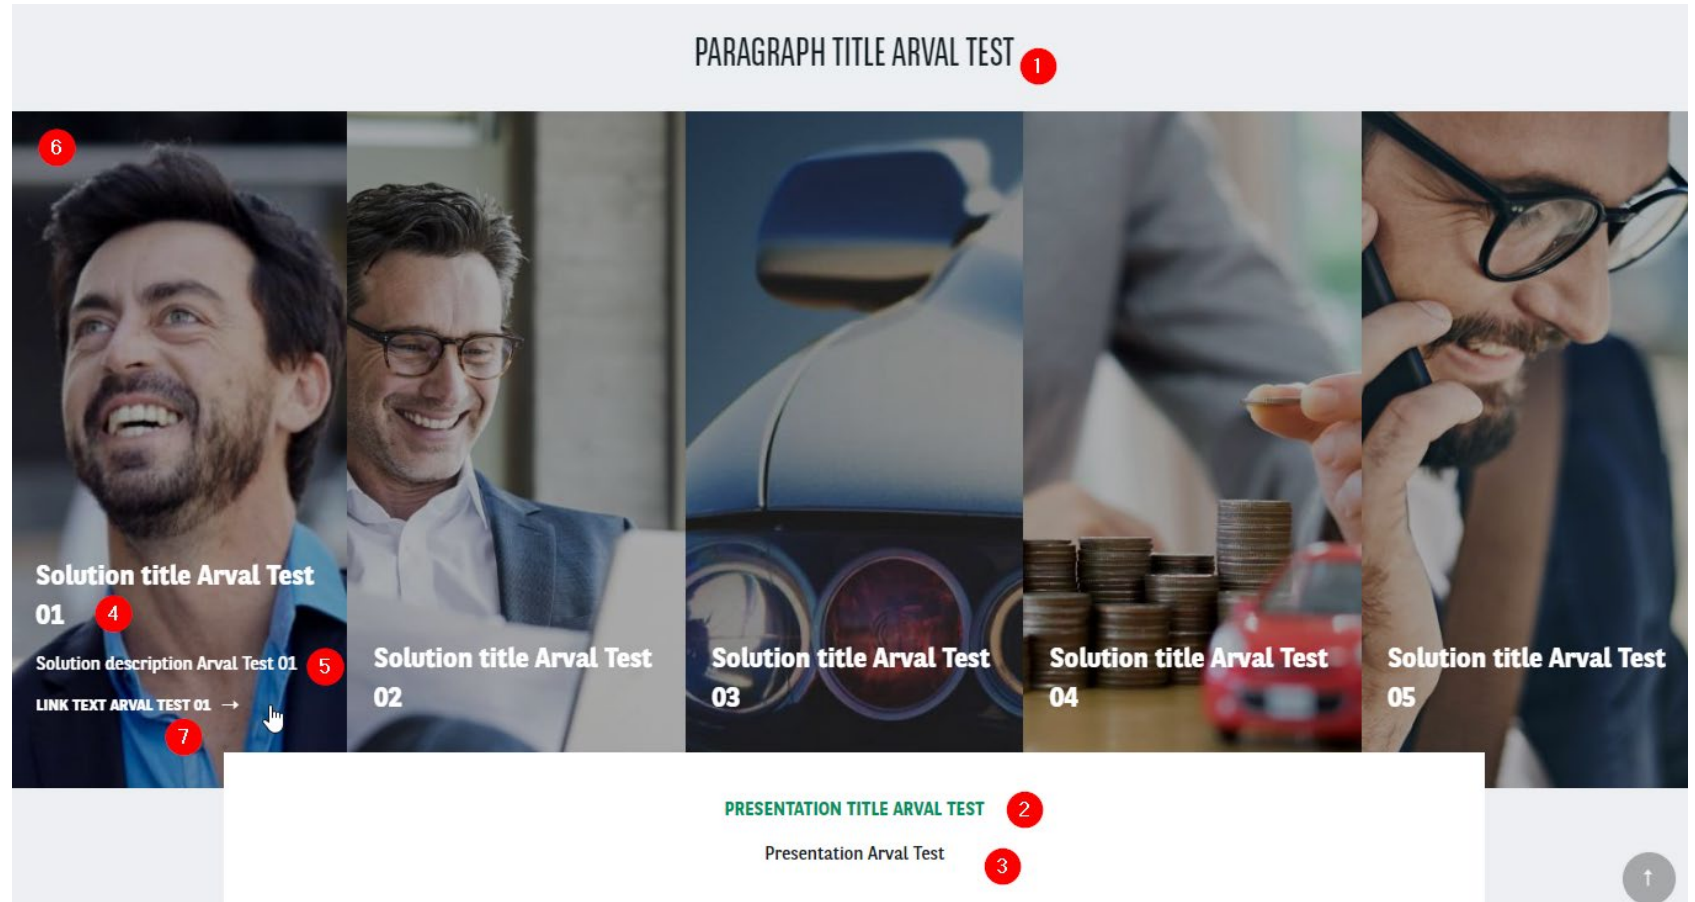 PARAGRAPH TITLE ARVAL TEST
1
6
Solution title Arval Test
01
4
Solution description Arval Test 01
5
LINK TEXT ARVAL TEST 01 →
7
Solution title Arval Test
02
Solution title Arval Test
03
Solution title Arval Test
04
Solution title Arval Test
05
PRESENTATION TITLE ARVAL TEST
2
Presentation Arval Test
3
↑